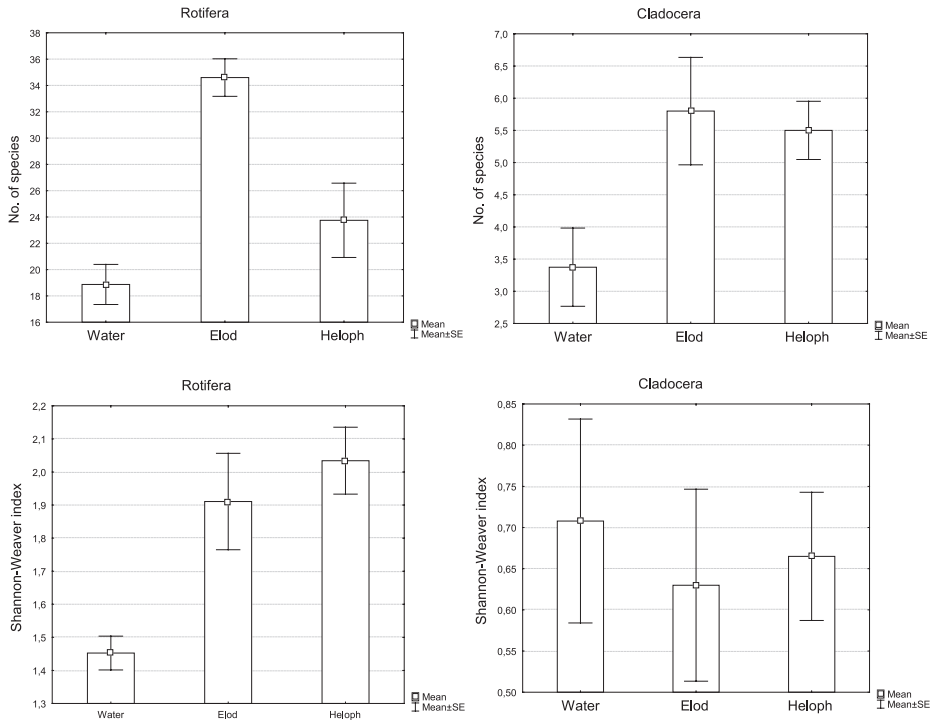 Rotifera
No. of species
38
36
34
32
30
28
26
24
22
20
18
16
Water Elod Heloph
Mean
Mean±SE
Cladocera
No. of species
7,0
6,5
6,0
5,5
5,0
4,5
4,0
3,5
3,0
2,5
Water Elod Heloph
Mean
Mean±SE
Rotifera
Shannon-Weaver index
2,2
2,1
2,0
1,9
1,8
1,7
1,6
1,5
1,4
1,3
Water Elod Heloph
Mean
Mean±SE
Cladocera
Shannon-Weaver index
0,85
0,80
0,75
0,70
0,65
0,60
0,55
0,50
Water Elod Heloph
Mean
Mean±SE